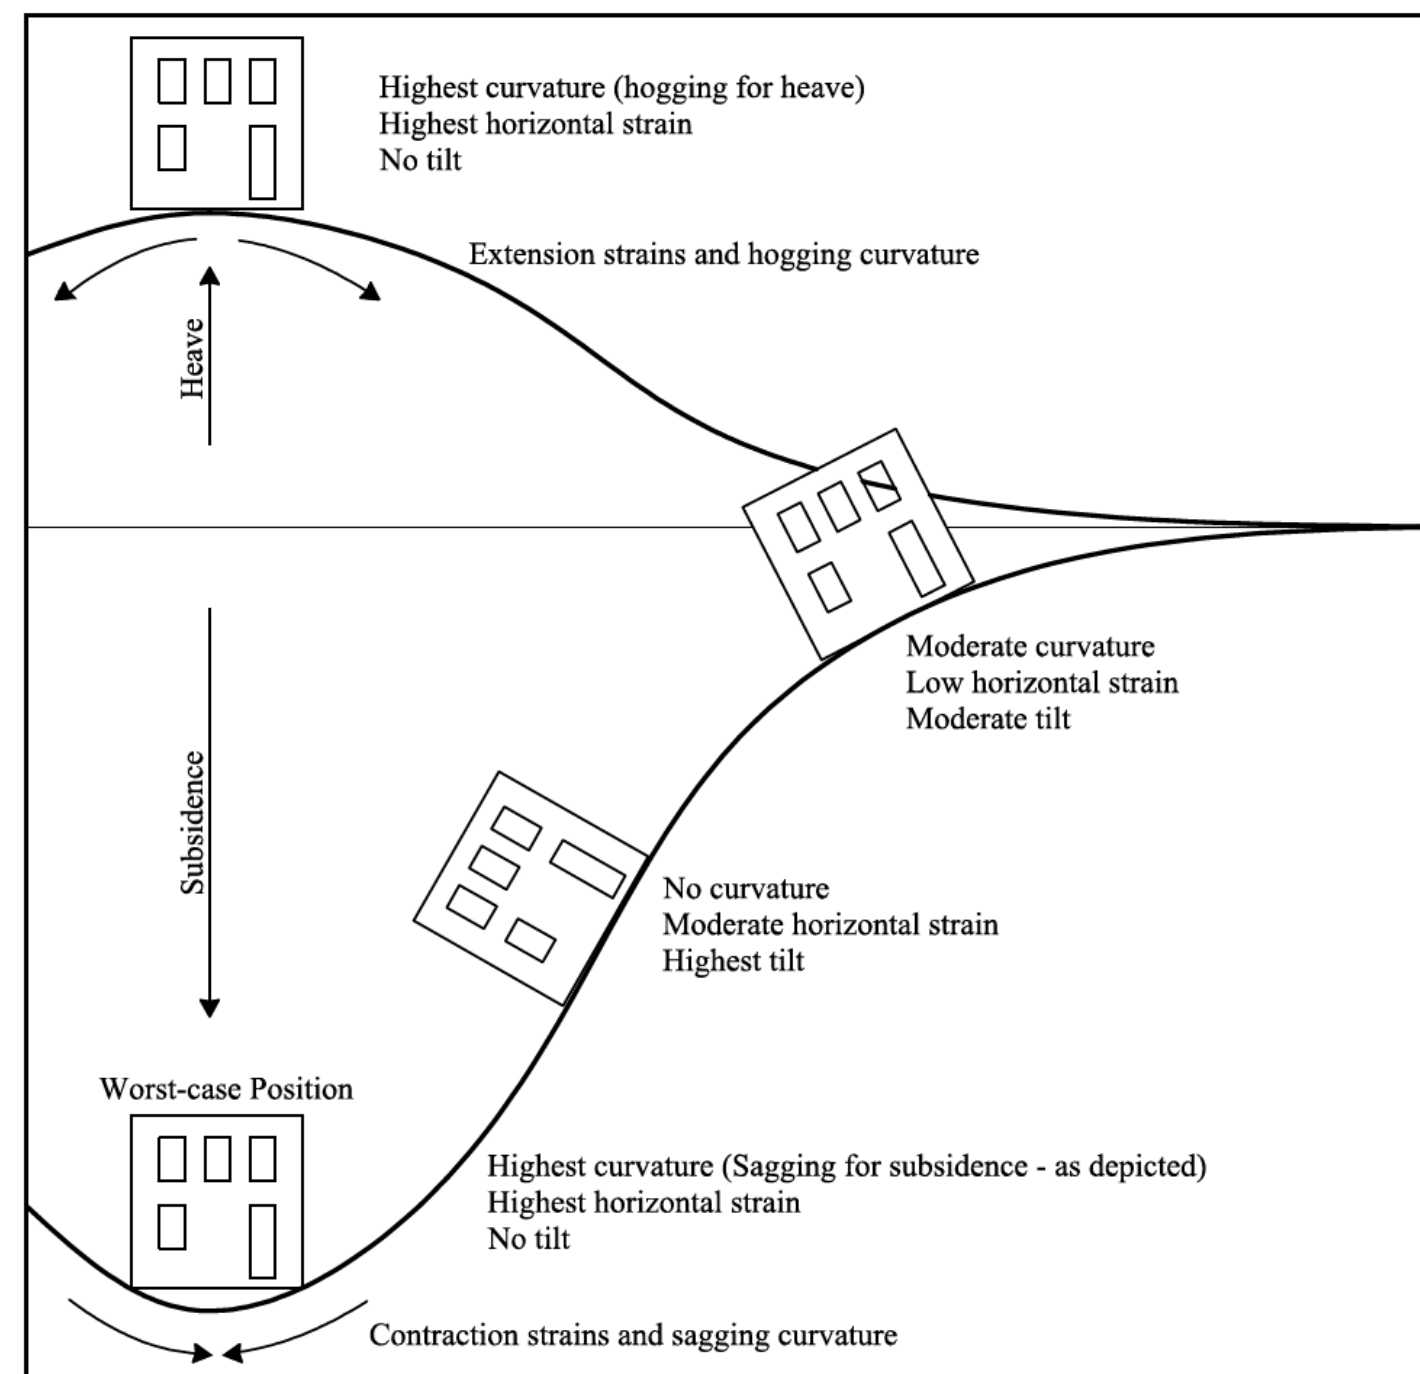 Highest curvature (hogging for heave)
Highest horizontal strain
No tilt
Extension strains and hogging curvature
Heave
Moderate curvature
Low horizontal strain
Moderate tilt
Subsidence
No curvature
Moderate horizontal strain
Highest tilt
Worst-case Position
Highest curvature (Sagging for subsidence - as depicted)
Highest horizontal strain
No tilt
Contraction strains and sagging curvature